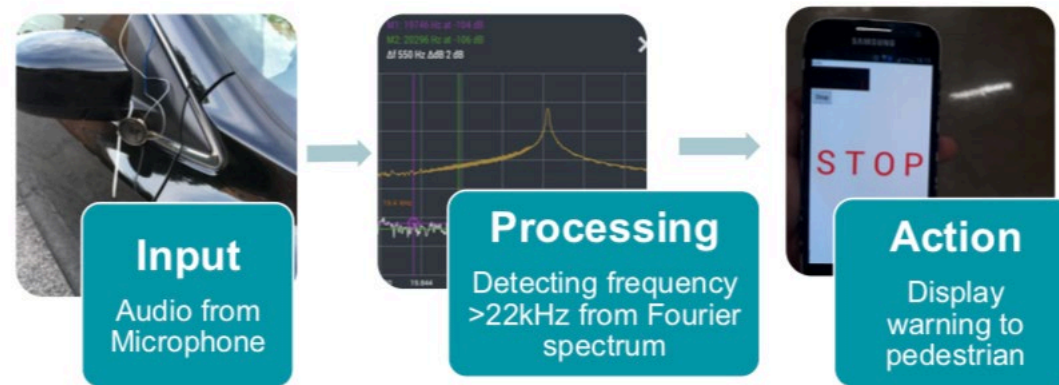 M1: 19746 Hz at -104 dB
M2: 20296 Hz at -106 dB
Δf 550 Hz ΔdB 2 dB
SAMSUNG
STOP
Input
Audio from
Microphone
Processing
Detecting frequency
>22kHz from Fourier
spectrum
Action
Display
warning to
pedestrian